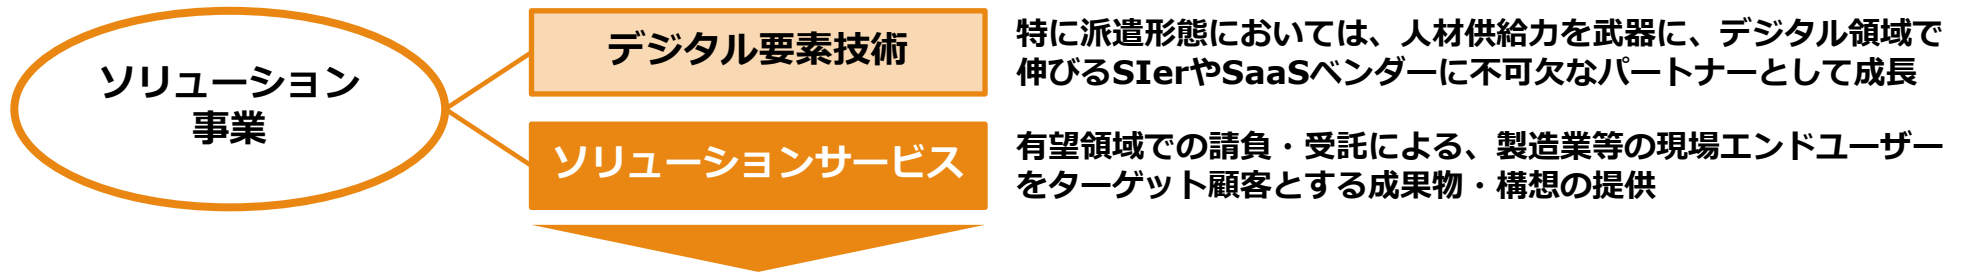 ソリューション
事業
デジタル要素技術
特に派遣形態においては、人材供給力を武器に、デジタル領域で
伸びるSIerやSaaSベンダーに不可欠なパートナーとして成長
ソリューションサービス
有望領域での請負・受託による、製造業等の現場エンドユーザー
をターゲット顧客とする成果物・構想の提供